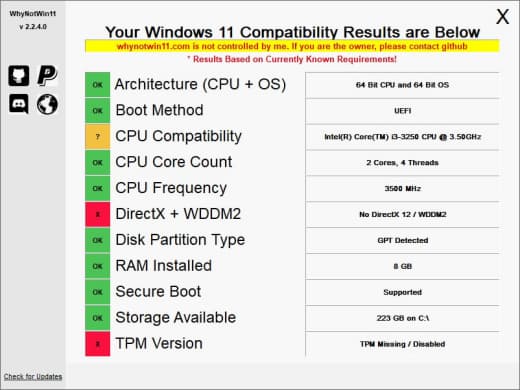 WhyNotWin11
v 2.2.4.0
X
Your Windows 11 Compatibility Results are Below
whynotwin11.com is not controlled by me. If you are the owner, please contact github
* Results Based on Currently Known Requirements!
OK Architecture (CPU + OS) 64 Bit CPU and 64 Bit OS
OK Boot Method UEFI
? CPU Compatibility Intel(R) Core(TM) i3-3250 CPU @ 3.50GHz
OK CPU Core Count 2 Cores, 4 Threads
OK CPU Frequency 3500 MHz
X DirectX + WDDM2 No DirectX 12 / WDDM2
OK Disk Partition Type GPT Detected
OK RAM Installed 8 GB
OK Secure Boot Supported
OK Storage Available 223 GB on C:\
X TPM Version TPM Missing / Disabled
Check for Updates